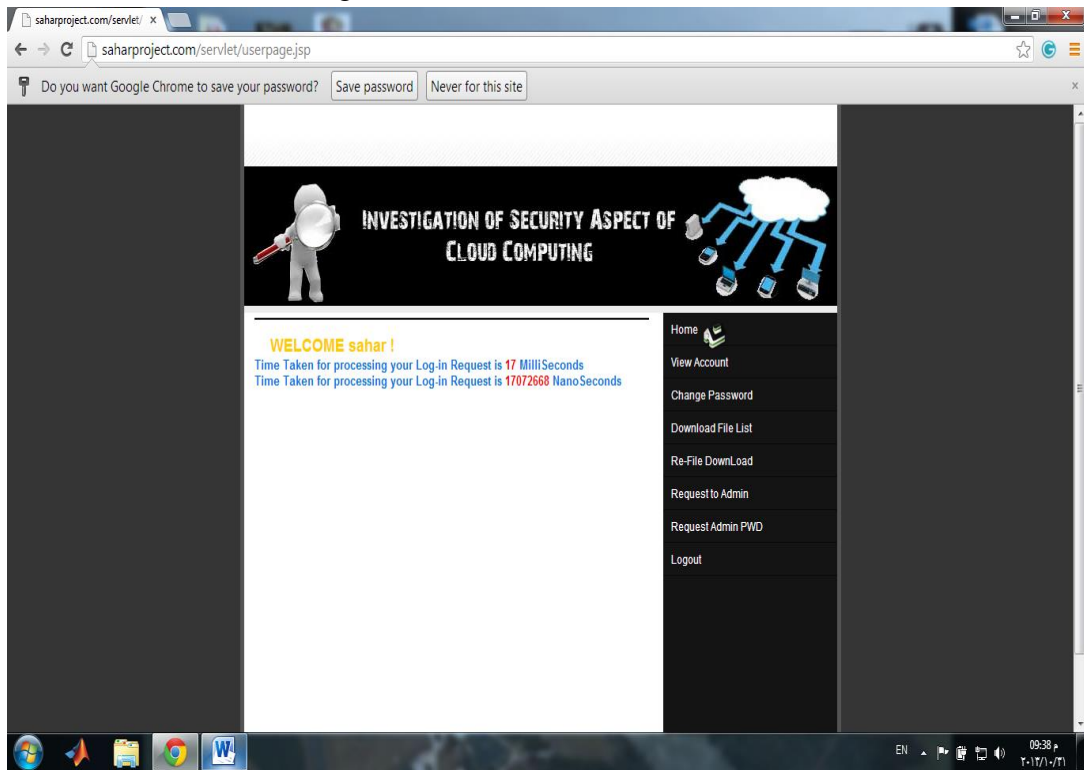 saharproject.com/servlet/
saharproject.com/servlet/userpage.jsp
Do you want Google Chrome to save your password? Save password Never for this site
INVESTIGATION OF SECURITY ASPECT OF
CLOUD COMPUTING
WELCOME sahar !
Time Taken for processing your Log-in Request is 17 MilliSeconds
Time Taken for processing your Log-in Request is 17072668 NanoSeconds
Home
View Account
Change Password
Download File List
Re-File DownLoad
Request to Admin
Request Admin PWD
Logout
EN
09:38 م
٢٠١٣/١٠/٣١